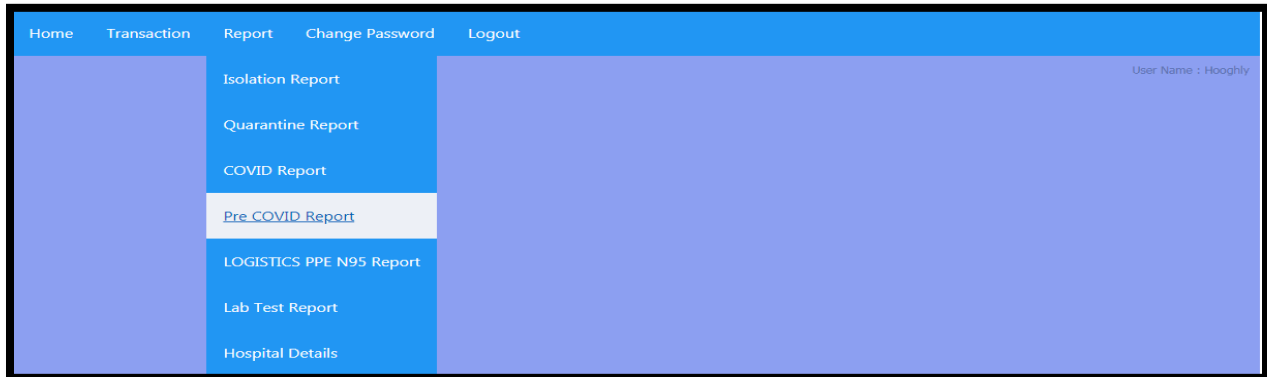 Home Transaction Report Change Password Logout
User Name : Hooghly
Isolation Report
Quarantine Report
COVID Report
Pre COVID Report
LOGISTICS PPE N95 Report
Lab Test Report
Hospital Details